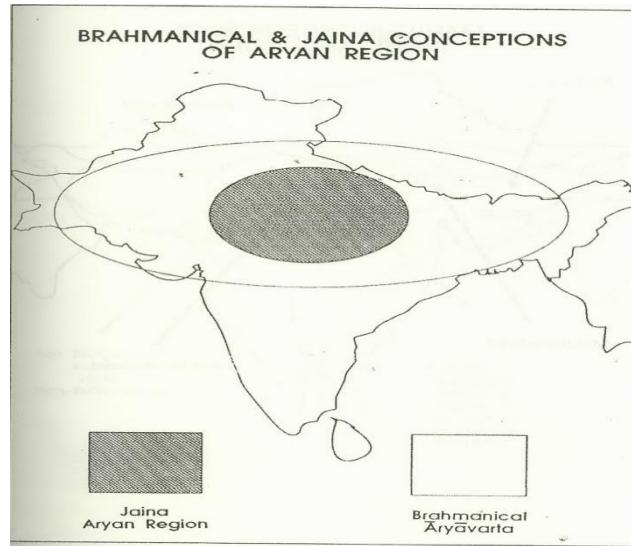 BRAHMANICAL & JAINA CONCEPTIONS
OF ARYAN REGION
Jaina
Aryan Region
Brahmanical
Āryāvarta